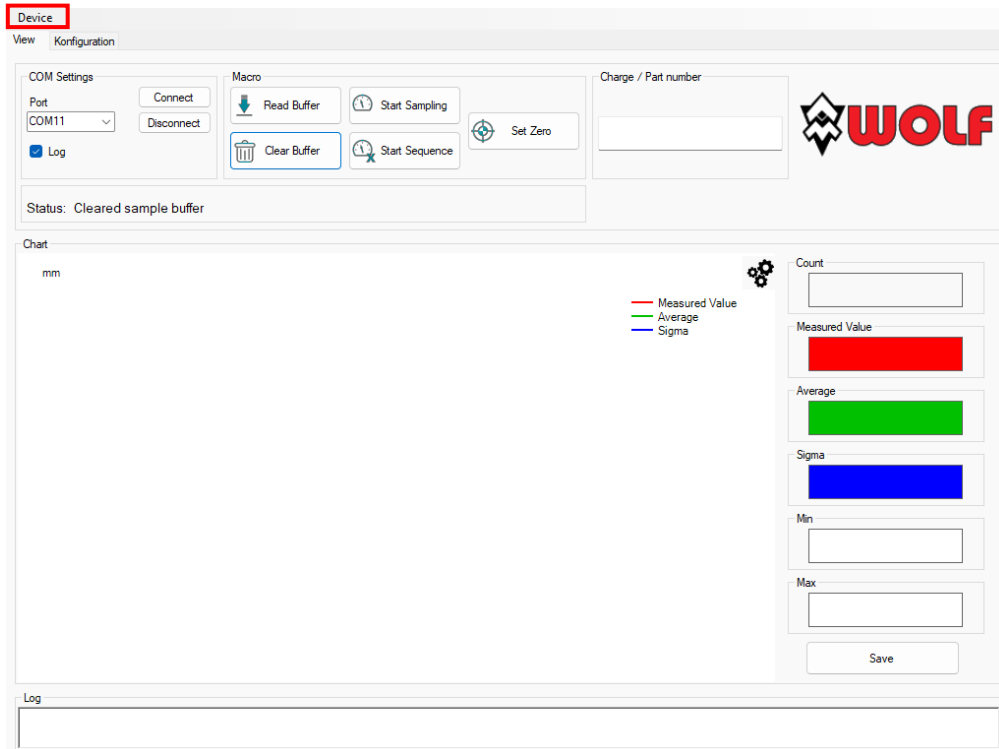 Device
View Konfiguration
COM Settings
Port
COM11
Connect
Disconnect
Log
Macro
Read Buffer
Start Sampling
Set Zero
Clear Buffer
Start Sequence
Charge / Part number
WOLF
Status: Cleared sample buffer
Chart
mm
Measured Value
Average
Sigma
Count
Measured Value
Average
Sigma
Min
Max
Save
Log